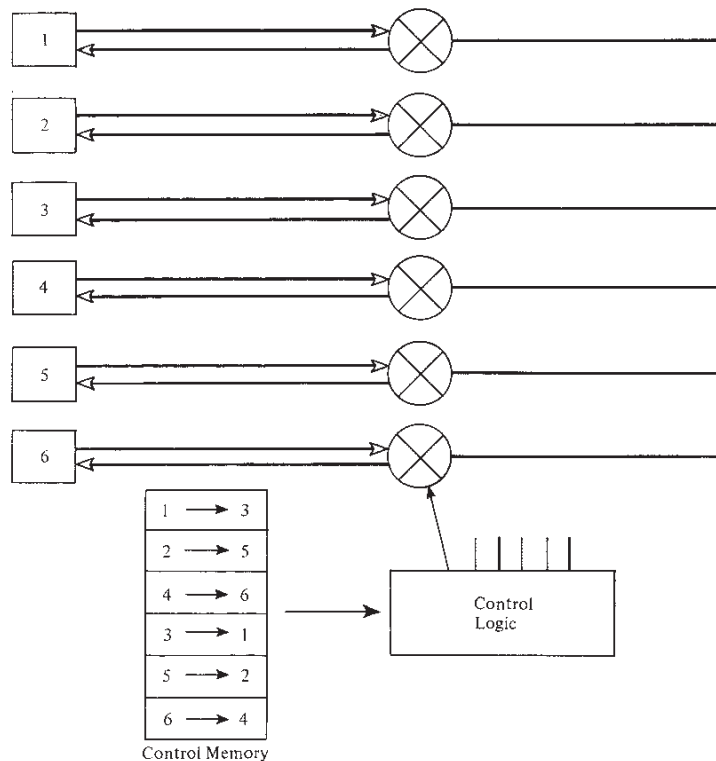 1
2
3
4
5
6
1 → 3
2 → 5
4 → 6
3 → 1
5 → 2
6 → 4
Control
Logic
Control Memory